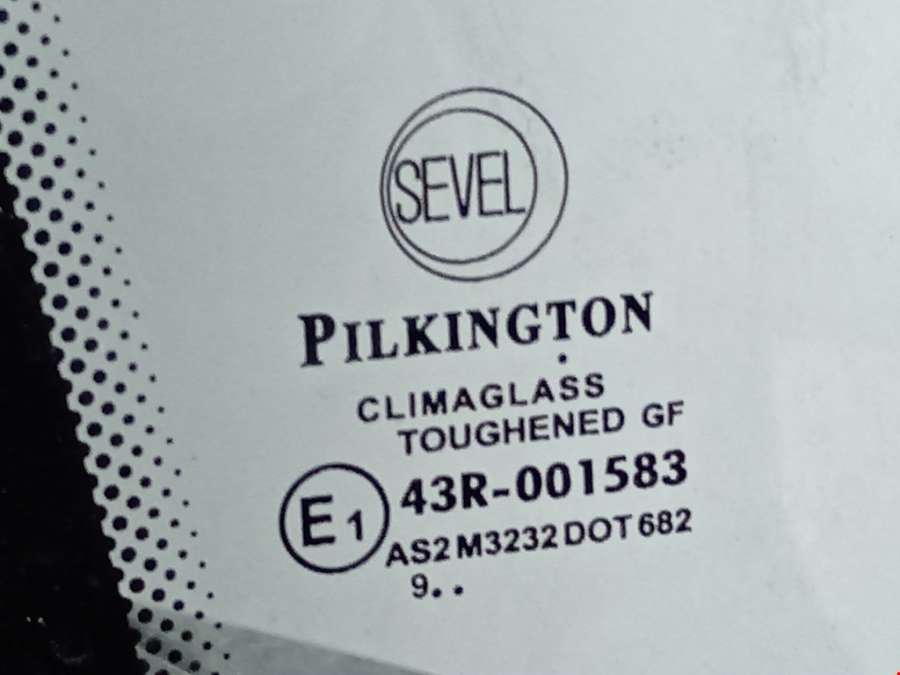 SEVEL
PILKINGTON
CLIMAGLASS
TOUGHENED GF
E1 43R-001583
AS2 M3232 DOT 682
9..